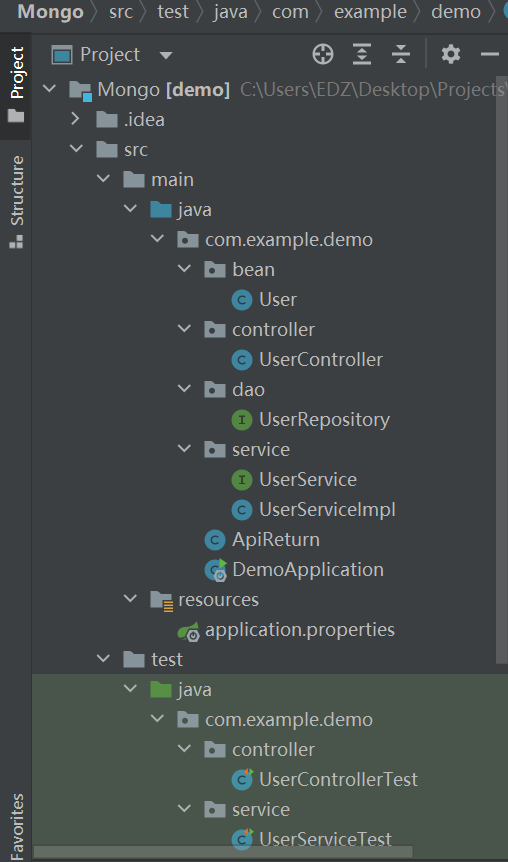 Mongo src test java com example demo
Project
Project
Mongo [demo] C:\Users\EDZ\Desktop\Projects\
.idea
src
main
java
com.example.demo
bean
User
controller
UserController
dao
UserRepository
service
UserService
UserServiceImpl
ApiReturn
DemoApplication
resources
application.properties
test
java
com.example.demo
controller
UserControllerTest
service
UserServiceTest
Structure
Favorites